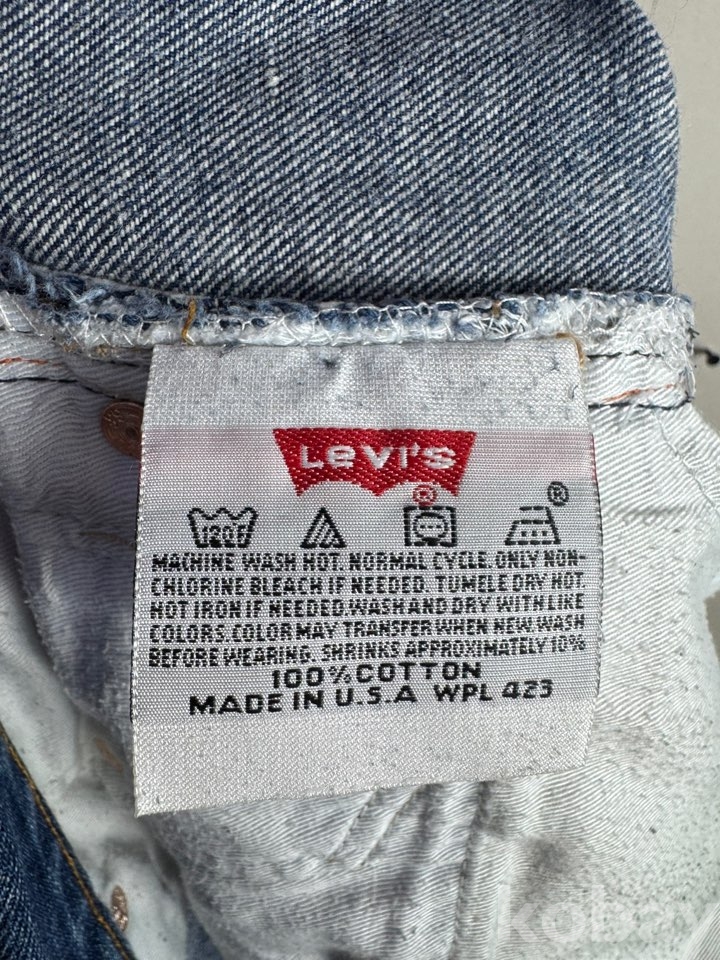 Levi's
®
®
120F
MACHINE WASH HOT. NORMAL CYCLE. ONLY NON-
CHLORINE BLEACH IF NEEDED. TUMBLE DRY HOT
HOT IRON IF NEEDED. WASH AND DRY WITH LIKE
COLORS. COLOR MAY TRANSFER WHEN NEW. WASH
BEFORE WEARING. SHRINKS APPROXIMATELY 10%
100% COTTON
MADE IN U.S.A WPL 423